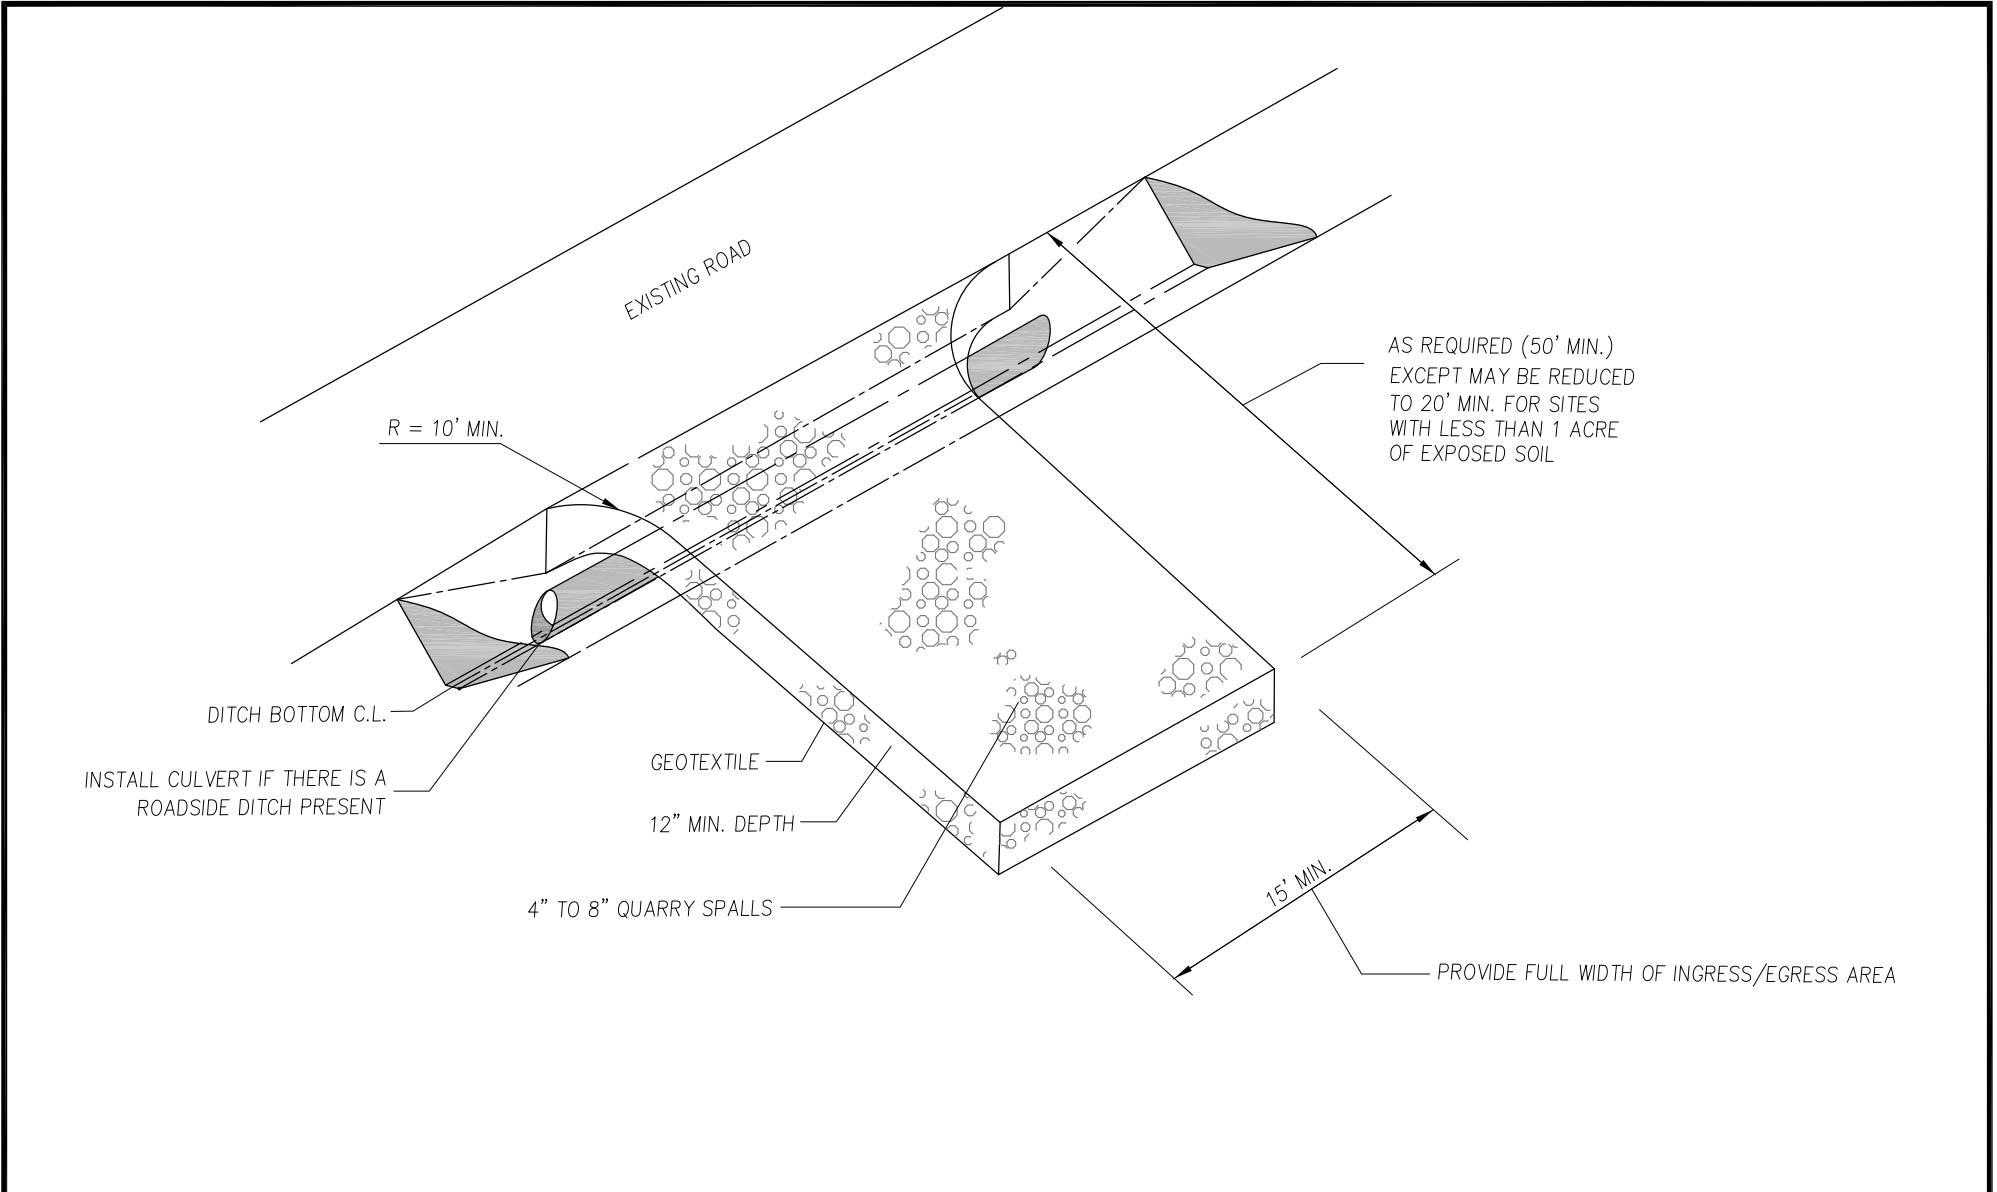 EXISTING ROAD
R = 10' MIN.
AS REQUIRED (50' MIN.)
EXCEPT MAY BE REDUCED
TO 20' MIN. FOR SITES
WITH LESS THAN 1 ACRE
OF EXPOSED SOIL
DITCH BOTTOM C.L.
INSTALL CULVERT IF THERE IS A
ROADSIDE DITCH PRESENT
GEOTEXTILE
12" MIN. DEPTH
4" TO 8" QUARRY SPALLS
15' MIN.
PROVIDE FULL WIDTH OF INGRESS/EGRESS AREA